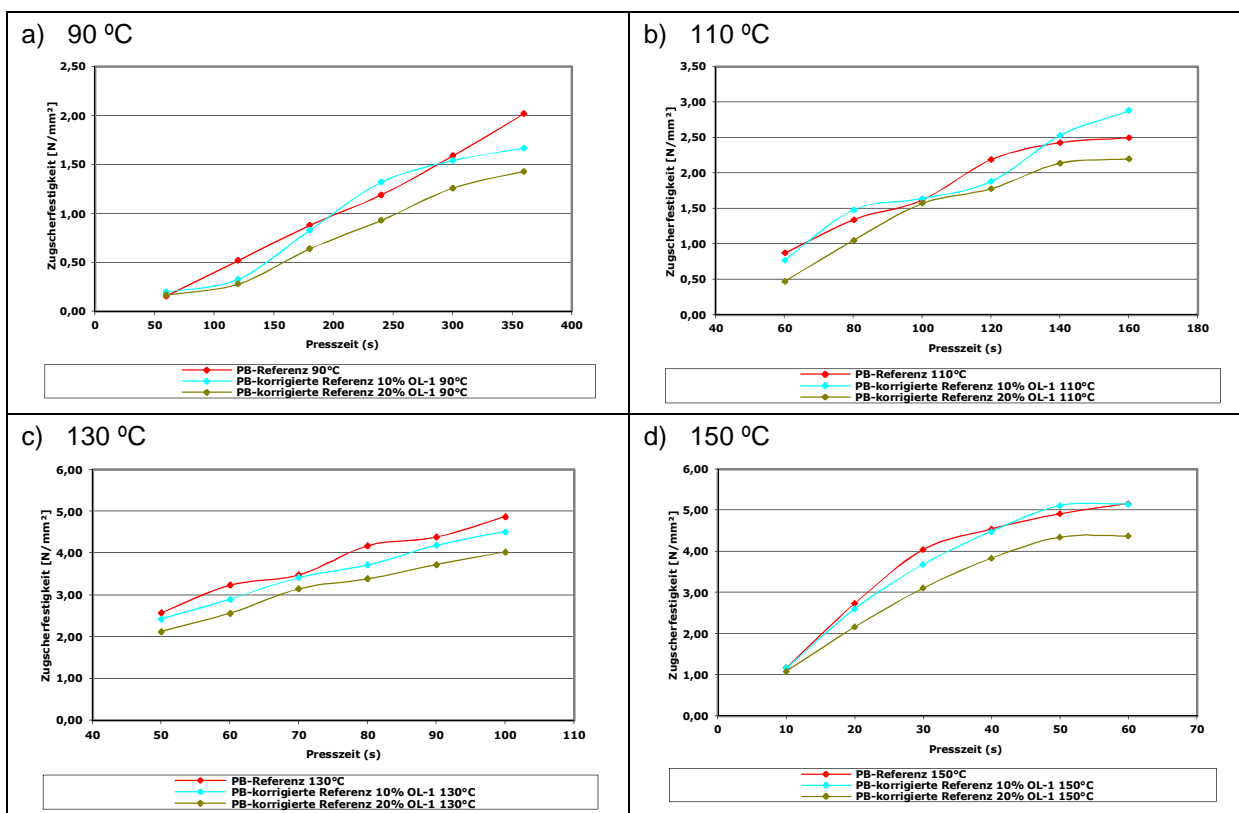 a) 90 ºC
Zugscherfestigkeit [N/mm²]
2,50
2,00
1,50
1,00
0,50
0,00
0 50 100 150 200 250 300 350 400
Presszeit (s)
PB-Referenz 90°C
PB-korrigierte Referenz 10% OL-1 90°C
PB-korrigierte Referenz 20% OL-1 90°C
b) 110 ºC
Zugscherfestigkeit [N/mm²]
3,50
3,00
2,50
2,00
1,50
1,00
0,50
0,00
40 60 80 100 120 140 160 180
Presszeit (s)
PB-Referenz 110°C
PB-korrigierte Referenz 10% OL-1 110°C
PB-korrigierte Referenz 20% OL-1 110°C
c) 130 ºC
Zugscherfestigkeit [N/mm²]
6,00
5,00
4,00
3,00
2,00
1,00
0,00
40 50 60 70 80 90 100 110
Presszeit (s)
PB-Referenz 130°C
PB-korrigierte Referenz 10% OL-1 130°C
PB-korrigierte Referenz 20% OL-1 130°C
d) 150 ºC
Zugscherfestigkeit [N/mm²]
6,00
5,00
4,00
3,00
2,00
1,00
0,00
0 10 20 30 40 50 60 70
Presszeit (s)
PB-Referenz 150°C
PB-korrigierte Referenz 10% OL-1 150°C
PB-korrigierte Referenz 20% OL-1 150°C